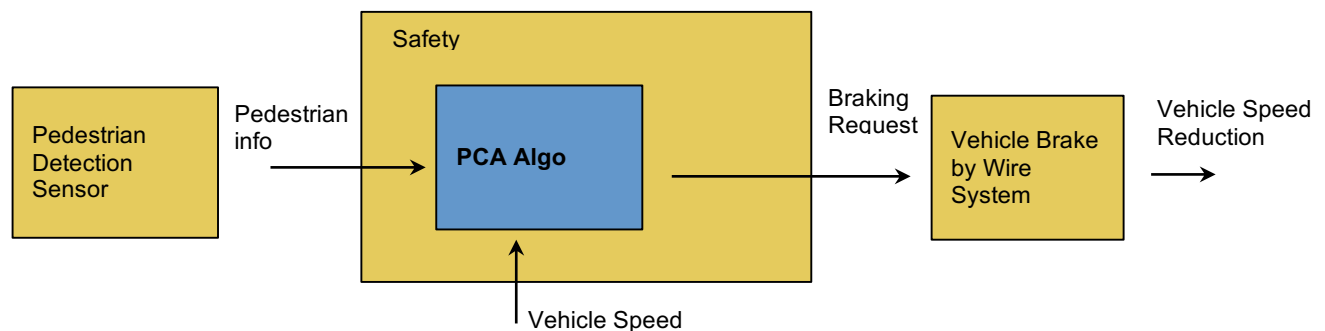 Safety
Pedestrian
Detection
Sensor
Pedestrian
info
PCA Algo
Vehicle Speed
Braking
Request
Vehicle Brake
by Wire
System
Vehicle Speed
Reduction